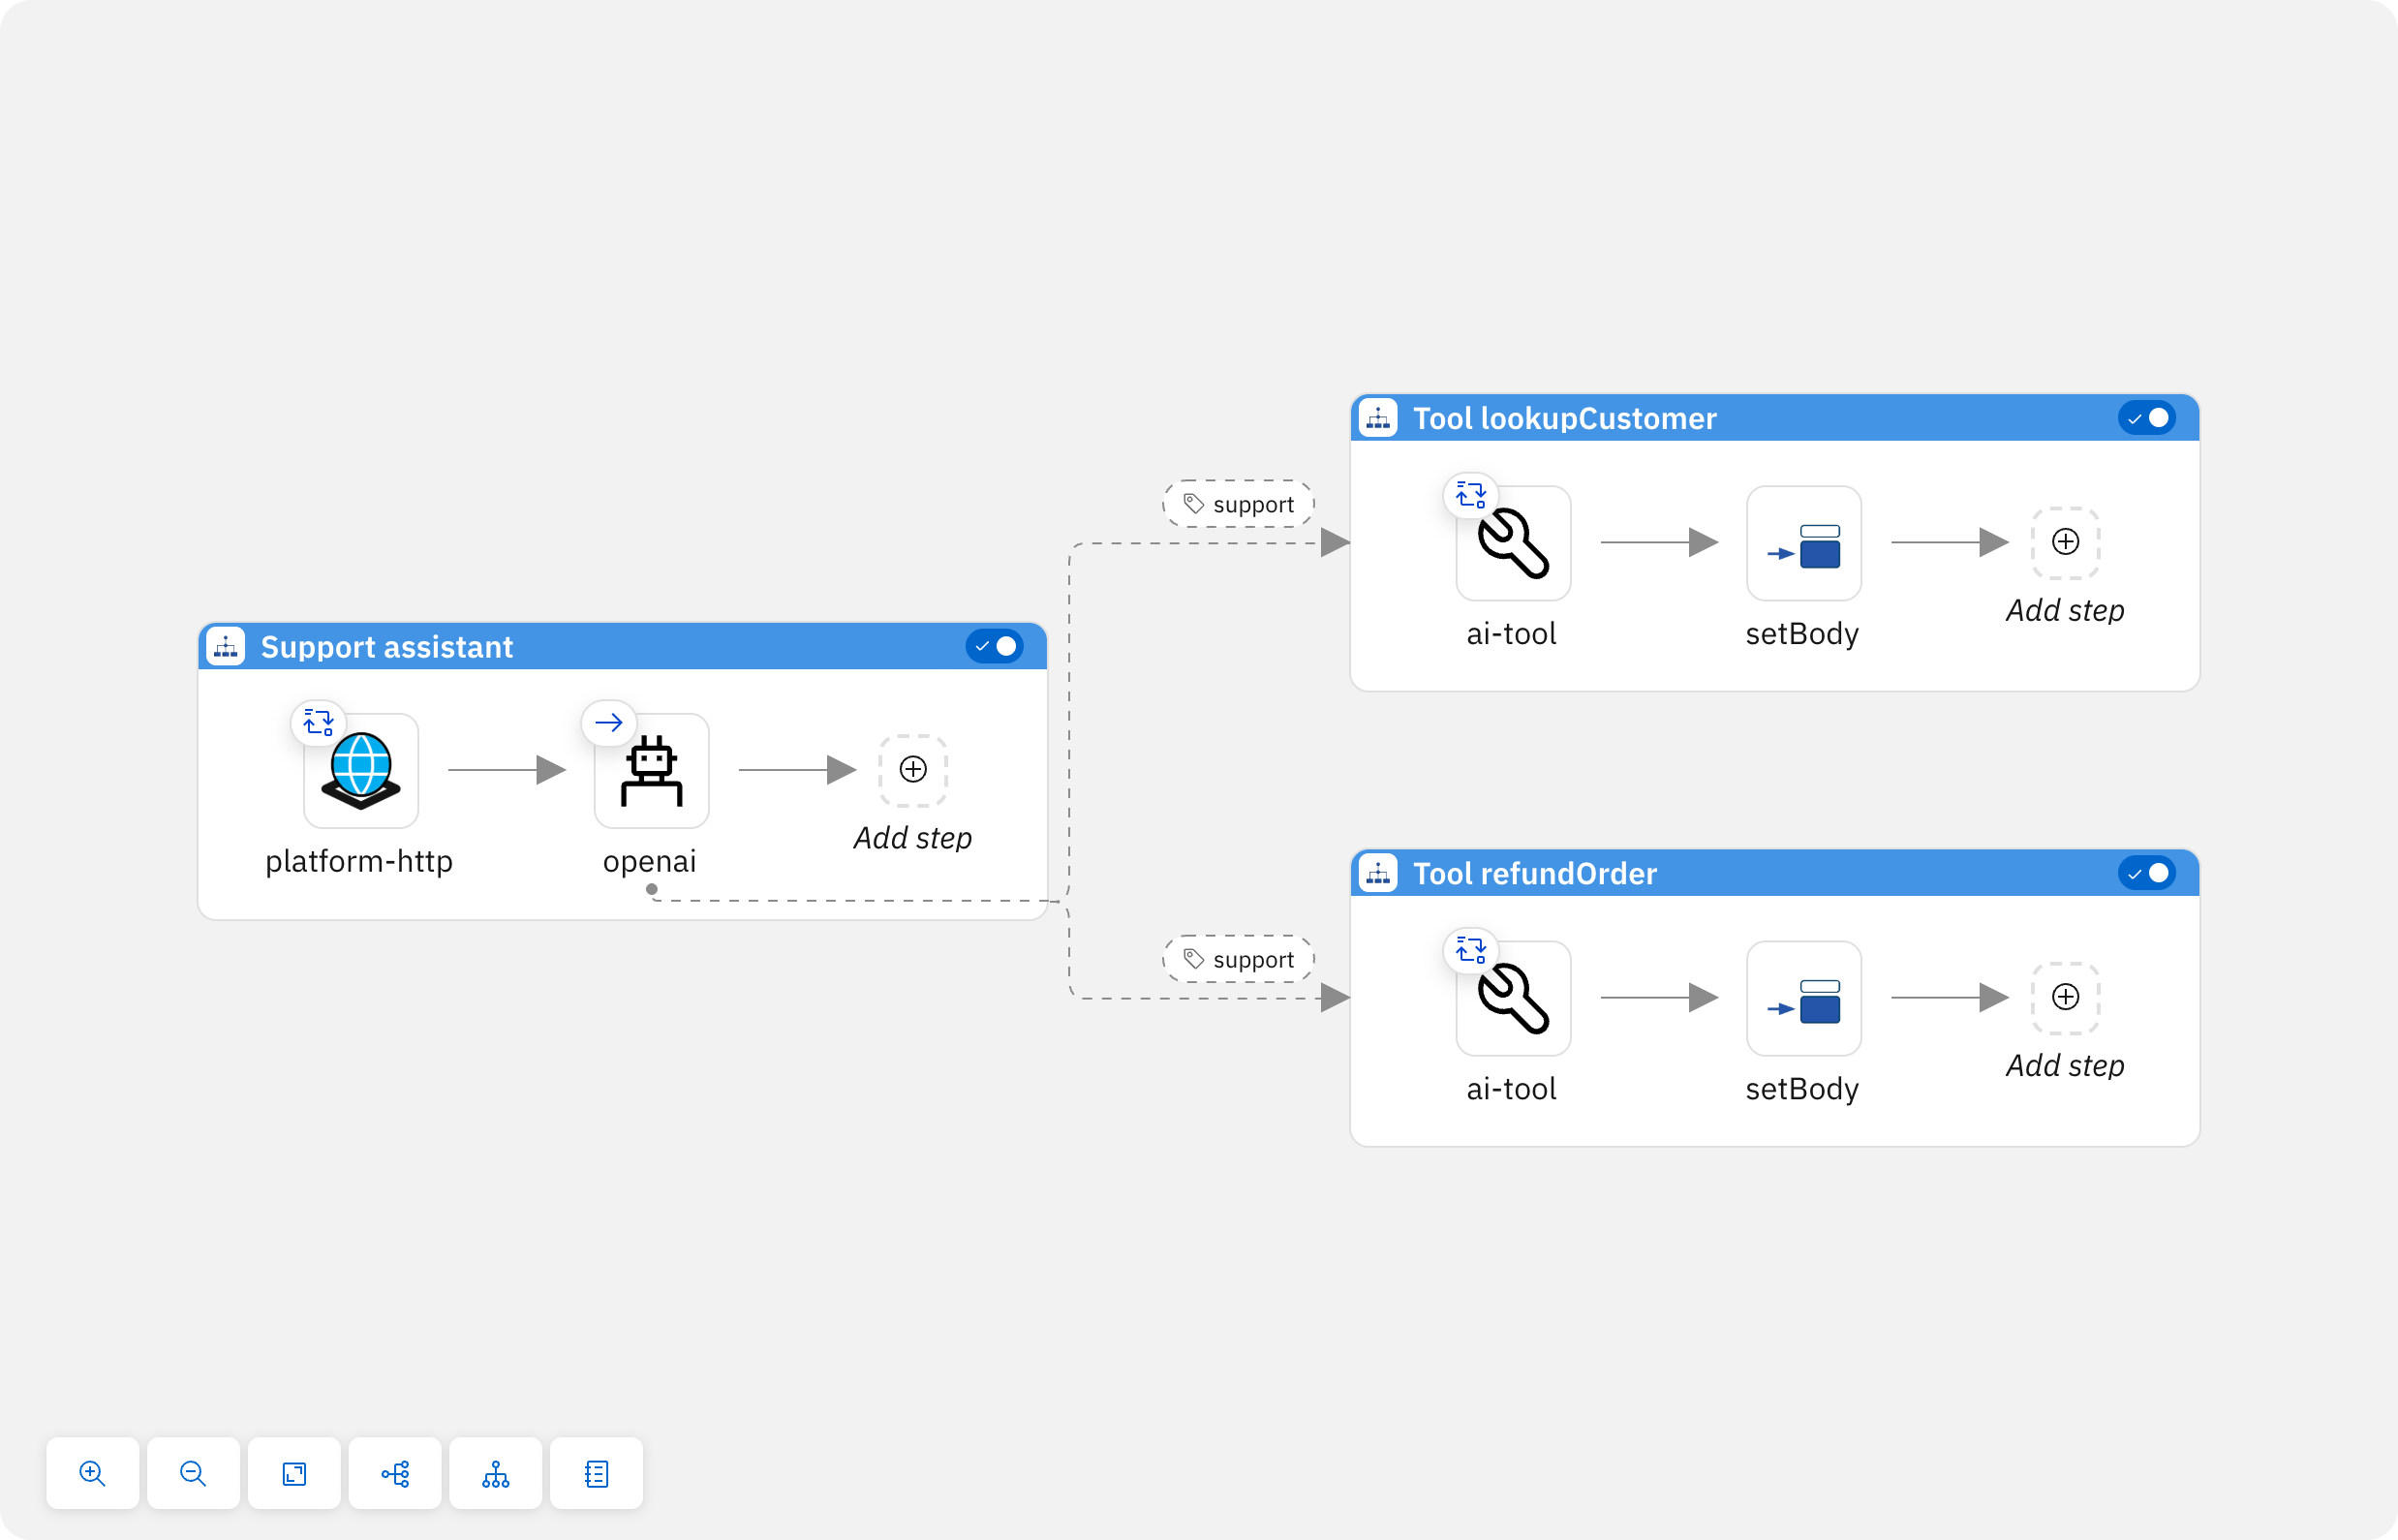 Support assistant
platform-http
openai
Add step
support
support
Tool lookupCustomer
ai-tool
setBody
Add step
Tool refundOrder
ai-tool
setBody
Add step